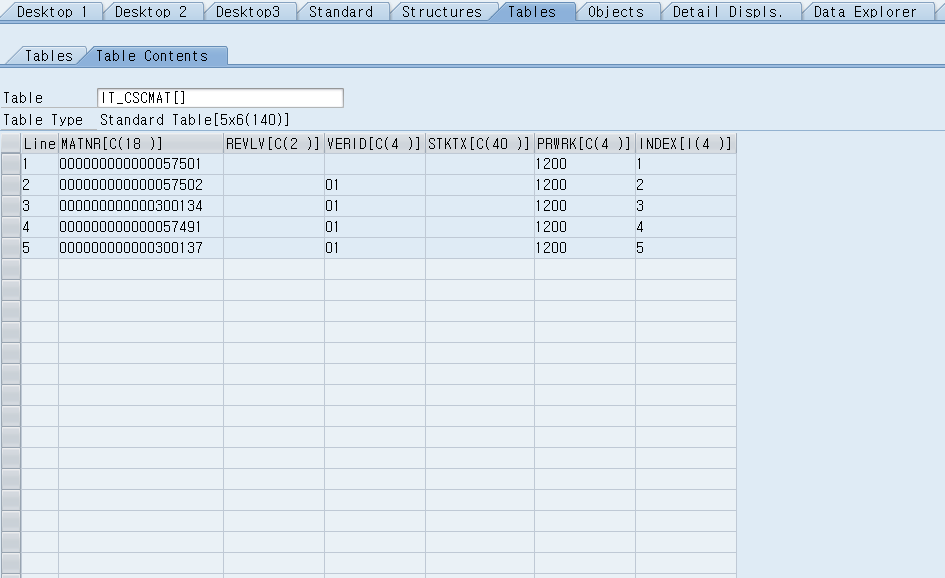 Desktop 1 Desktop 2 Desktop3 Standard Structures Tables Objects Detail Displs. Data Explorer
Tables Table Contents
Table IT_CSCMAT[]
Table Type Standard Table[5x6(140)]
Line MATNR[C(18 )] REVLV[C(2 )] VERID[C(4 )] STKTX[C(40 )] PRWRK[C(4 )] INDEX[I(4 )]
1 000000000000057501 1200 1
2 000000000000057502 01 1200 2
3 000000000000300134 01 1200 3
4 000000000000057491 01 1200 4
5 000000000000300137 01 1200 5